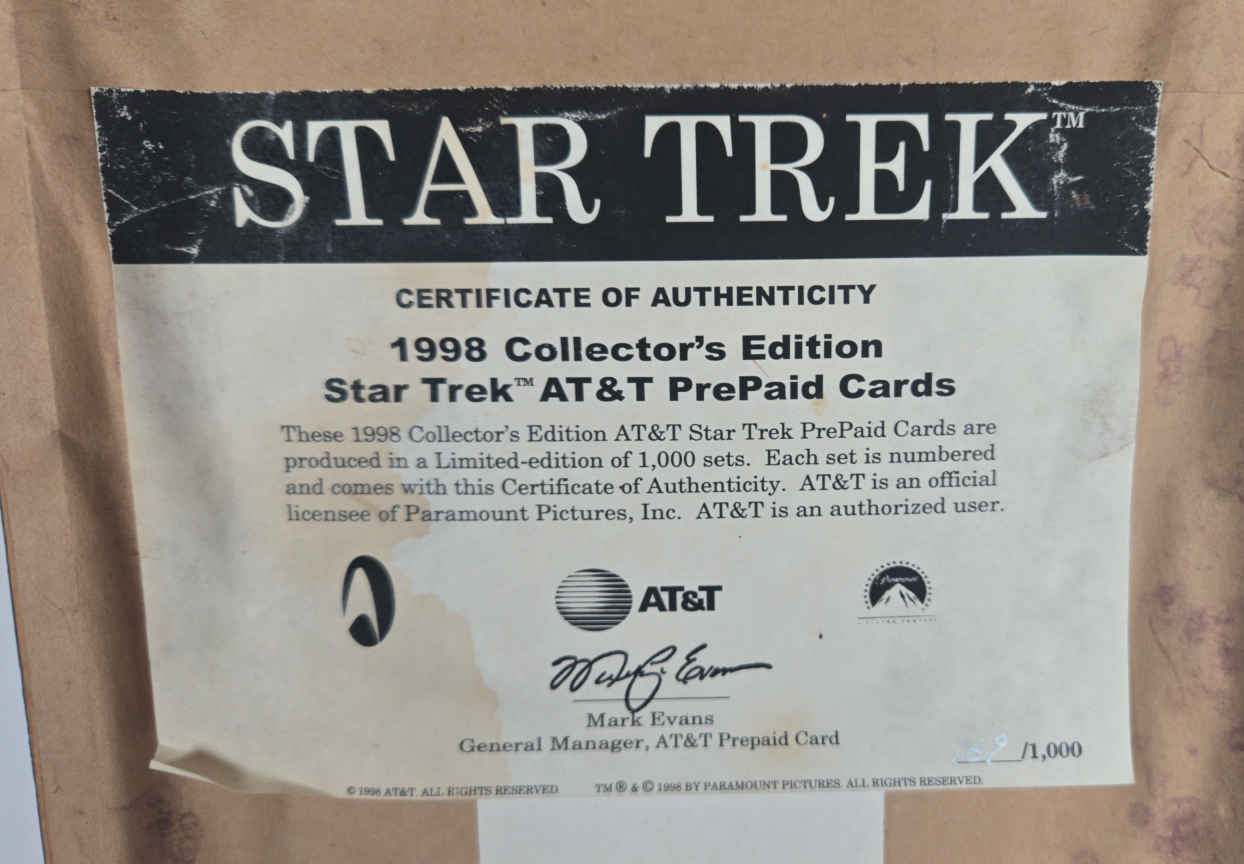 STAR TREK™
CERTIFICATE OF AUTHENTICITY
1998 Collector's Edition
Star Trek™ AT&T PrePaid Cards
These 1998 Collector's Edition AT&T Star Trek PrePaid Cards are
produced in a Limited-edition of 1,000 sets. Each set is numbered
and comes with this Certificate of Authenticity. AT&T is an official
licensee of Paramount Pictures, Inc. AT&T is an authorized user.
AT&T
Paramount
Mark Evans
General Manager, AT&T Prepaid Card
/1,000
© 1998 AT&T. ALL RIGHTS RESERVED.
TM ® & © 1998 BY PARAMOUNT PICTURES. ALL RIGHTS RESERVED.